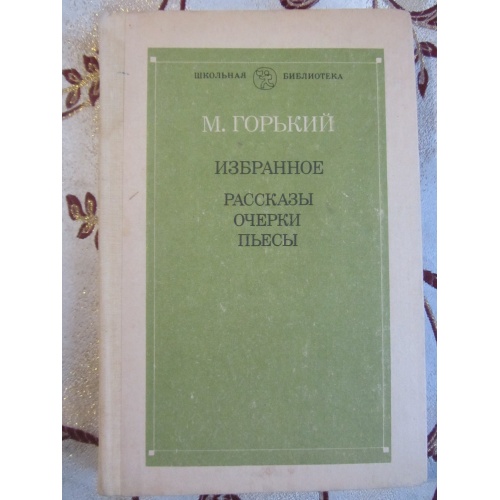 ШКОЛЬНАЯ БИБЛИОТЕКА
М. ГОРЬКИЙ
ИЗБРАННОЕ
РАССКАЗЫ
ОЧЕРКИ
ПЬЕСЫ